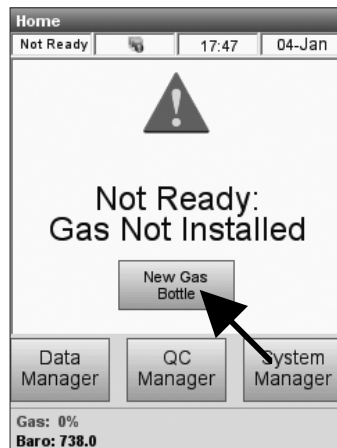 Home
Not Ready 17:47 04-Jan
!
Not Ready:
Gas Not Installed
New Gas
Bottle
Data
Manager
QC
Manager
System
Manager
Gas: 0%
Baro: 738.0